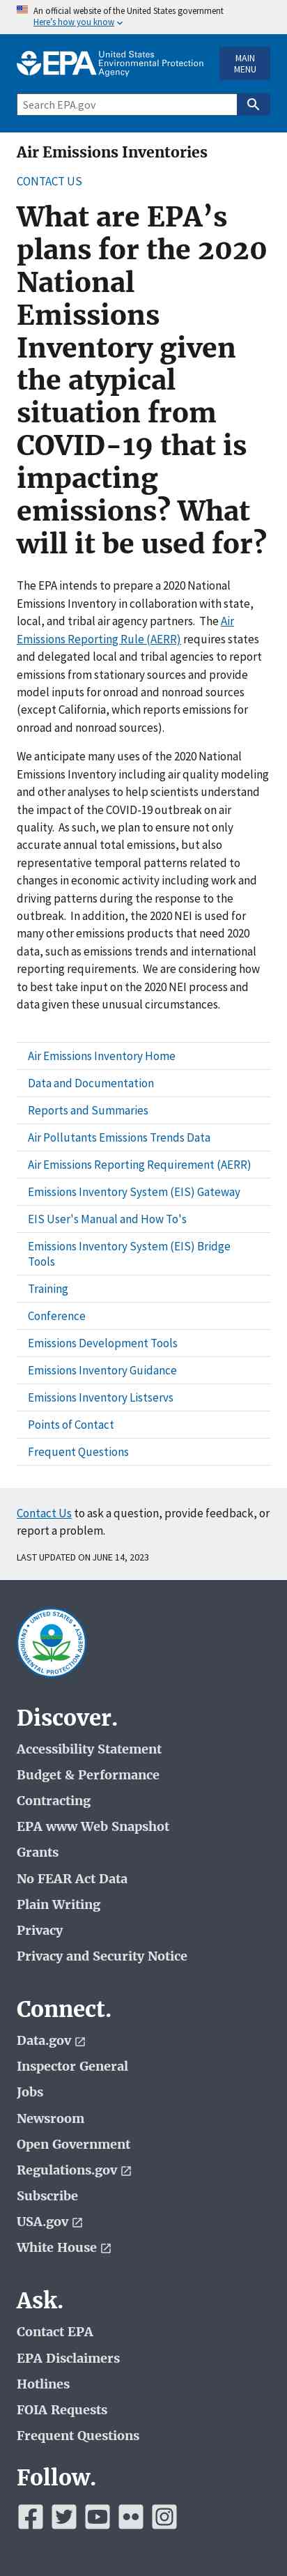 An official website of the United States government
Here’s how you know
EPA
United States
Environmental Protection
Agency
MAIN
MENU
Search EPA.gov
Air Emissions Inventories
CONTACT US
What are EPA’s
plans for the 2020
National
Emissions
Inventory given
the atypical
situation from
COVID-19 that is
impacting
emissions? What
will it be used for?
The EPA intends to prepare a 2020 National
Emissions Inventory in collaboration with state,
local, and tribal air agency partners.  The Air
Emissions Reporting Rule (AERR) requires states
and delegated local and tribal agencies to report
emissions from stationary sources and provide
model inputs for onroad and nonroad sources
(except California, which reports emissions for
onroad and nonroad sources).
We anticipate many uses of the 2020 National
Emissions Inventory including air quality modeling
and other analysis to help scientists understand
the impact of the COVID-19 outbreak on air
quality.  As such, we plan to ensure not only
accurate annual total emissions, but also
representative temporal patterns related to
changes in economic activity including work and
driving patterns during the response to the
outbreak.  In addition, the 2020 NEI is used for
many other emissions products that need 2020
data, such as emissions trends and international
reporting requirements.  We are considering how
to best take input on the 2020 NEI process and
data given these unusual circumstances.
Air Emissions Inventory Home
Data and Documentation
Reports and Summaries
Air Pollutants Emissions Trends Data
Air Emissions Reporting Requirement (AERR)
Emissions Inventory System (EIS) Gateway
EIS User's Manual and How To's
Emissions Inventory System (EIS) Bridge
Tools
Training
Conference
Emissions Development Tools
Emissions Inventory Guidance
Emissions Inventory Listservs
Points of Contact
Frequent Questions
Contact Us to ask a question, provide feedback, or
report a problem.
LAST UPDATED ON JUNE 14, 2023
UNITED STATES
ENVIRONMENTAL PROTECTION AGENCY
Discover.
Accessibility Statement
Budget & Performance
Contracting
EPA www Web Snapshot
Grants
No FEAR Act Data
Plain Writing
Privacy
Privacy and Security Notice
Connect.
Data.gov
Inspector General
Jobs
Newsroom
Open Government
Regulations.gov
Subscribe
USA.gov
White House
Ask.
Contact EPA
EPA Disclaimers
Hotlines
FOIA Requests
Frequent Questions
Follow.